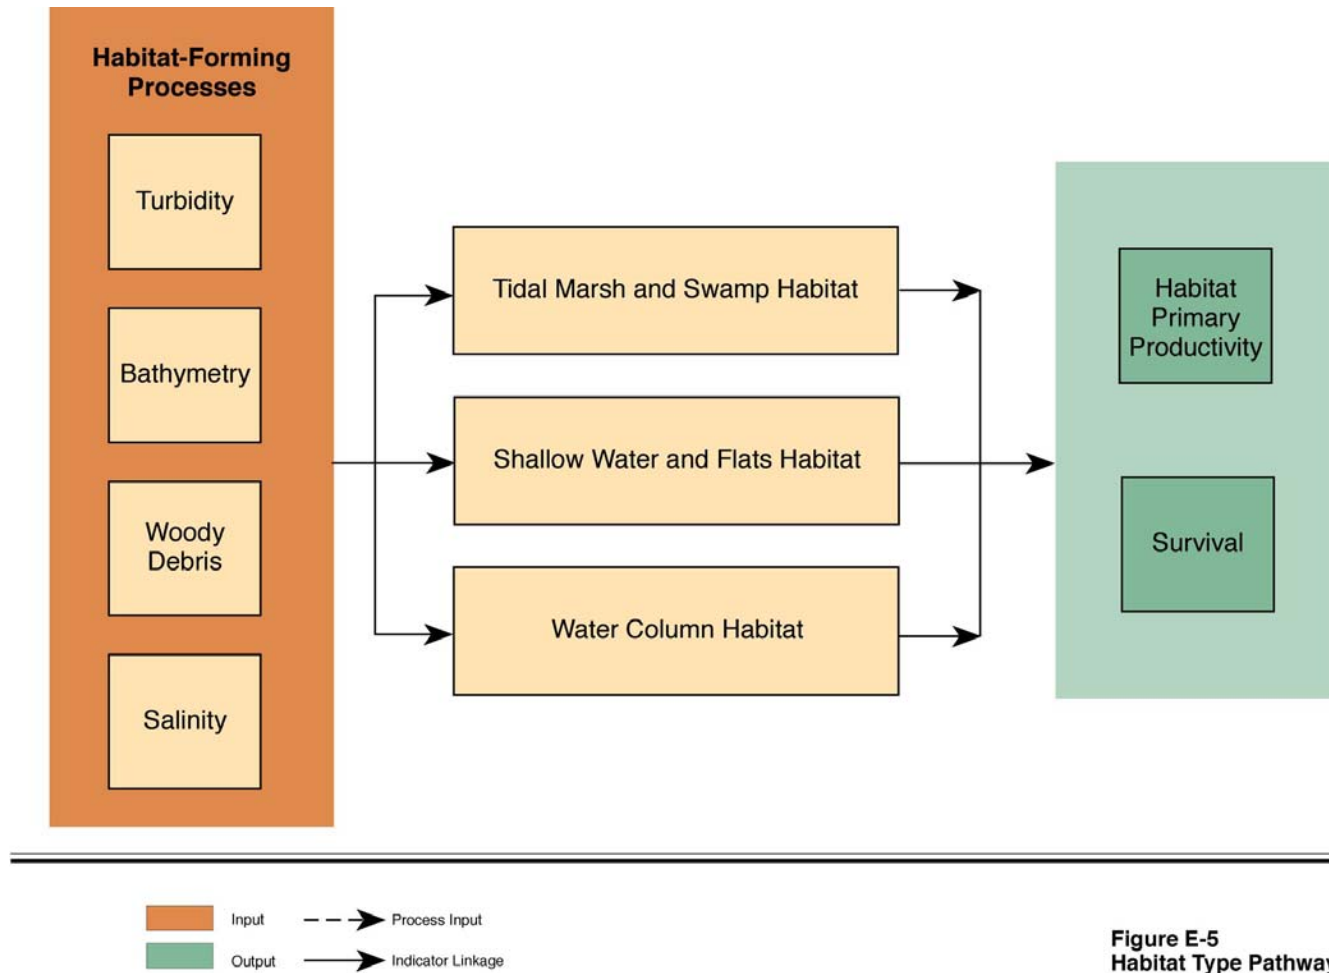 Habitat-Forming
Processes
Turbidity
Bathymetry
Woody
Debris
Salinity
Tidal Marsh and Swamp Habitat
Shallow Water and Flats Habitat
Water Column Habitat
Habitat
Primary
Productivity
Survival
Input
Process Input
Output
Indicator Linkage
Figure E-5
Habitat Type Pathway